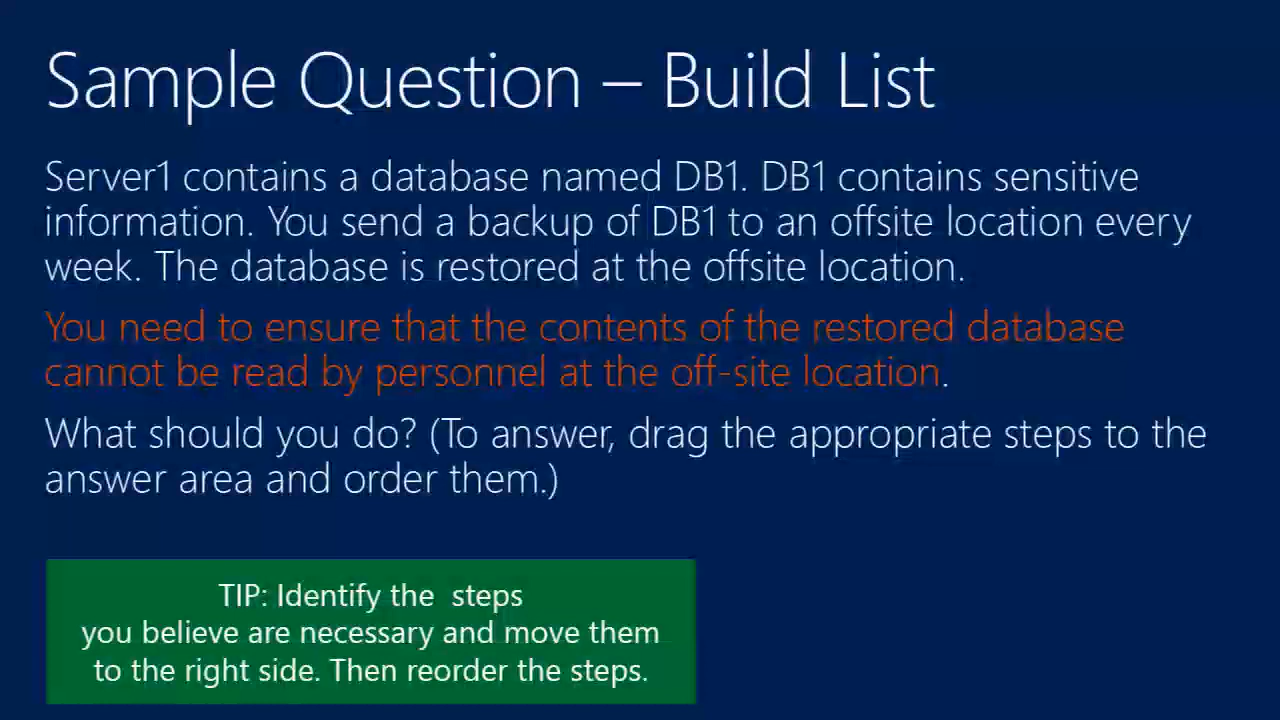 Sample Question – Build List
Server1 contains a database named DB1. DB1 contains sensitive
information. You send a backup of DB1 to an offsite location every
week. The database is restored at the offsite location.
You need to ensure that the contents of the restored database
cannot be read by personnel at the off-site location.
What should you do? (To answer, drag the appropriate steps to the
answer area and order them.)
TIP: Identify the  steps
you believe are necessary and move them
to the right side. Then reorder the steps.